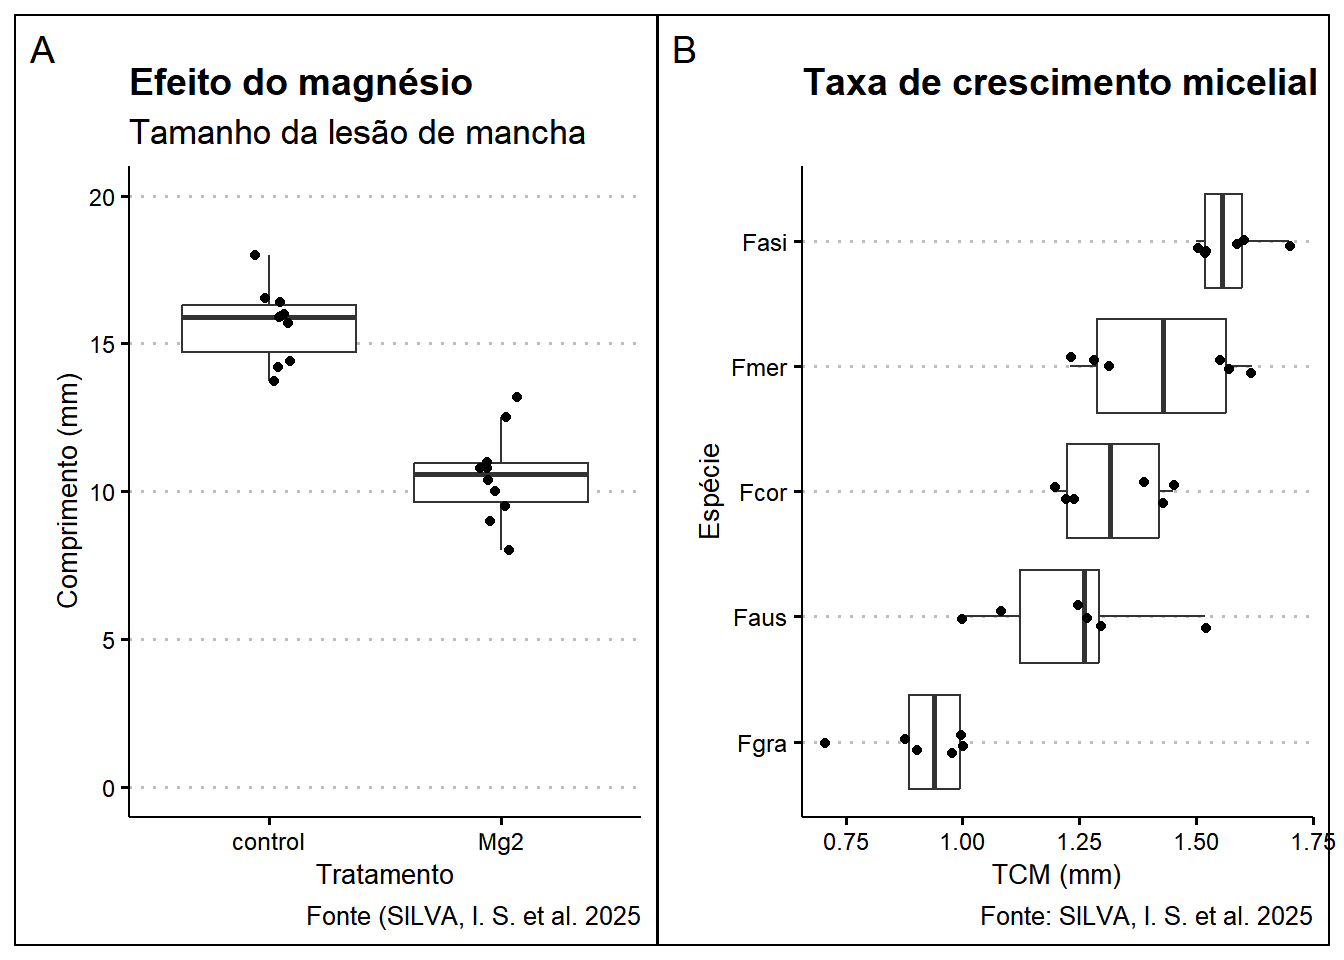 A
Efeito do magnésio
Tamanho da lesão de mancha
Comprimento (mm)
20
15
10
5
0
control
Mg2
Tratamento
Fonte (SILVA, I. S. et al. 2025
B
Taxa de crescimento micelial
Espécie
Fasi
Fmer
Fcor
Faus
Fgra
0.75
1.00
1.25
1.50
1.75
TCM (mm)
Fonte: SILVA, I. S. et al. 2025